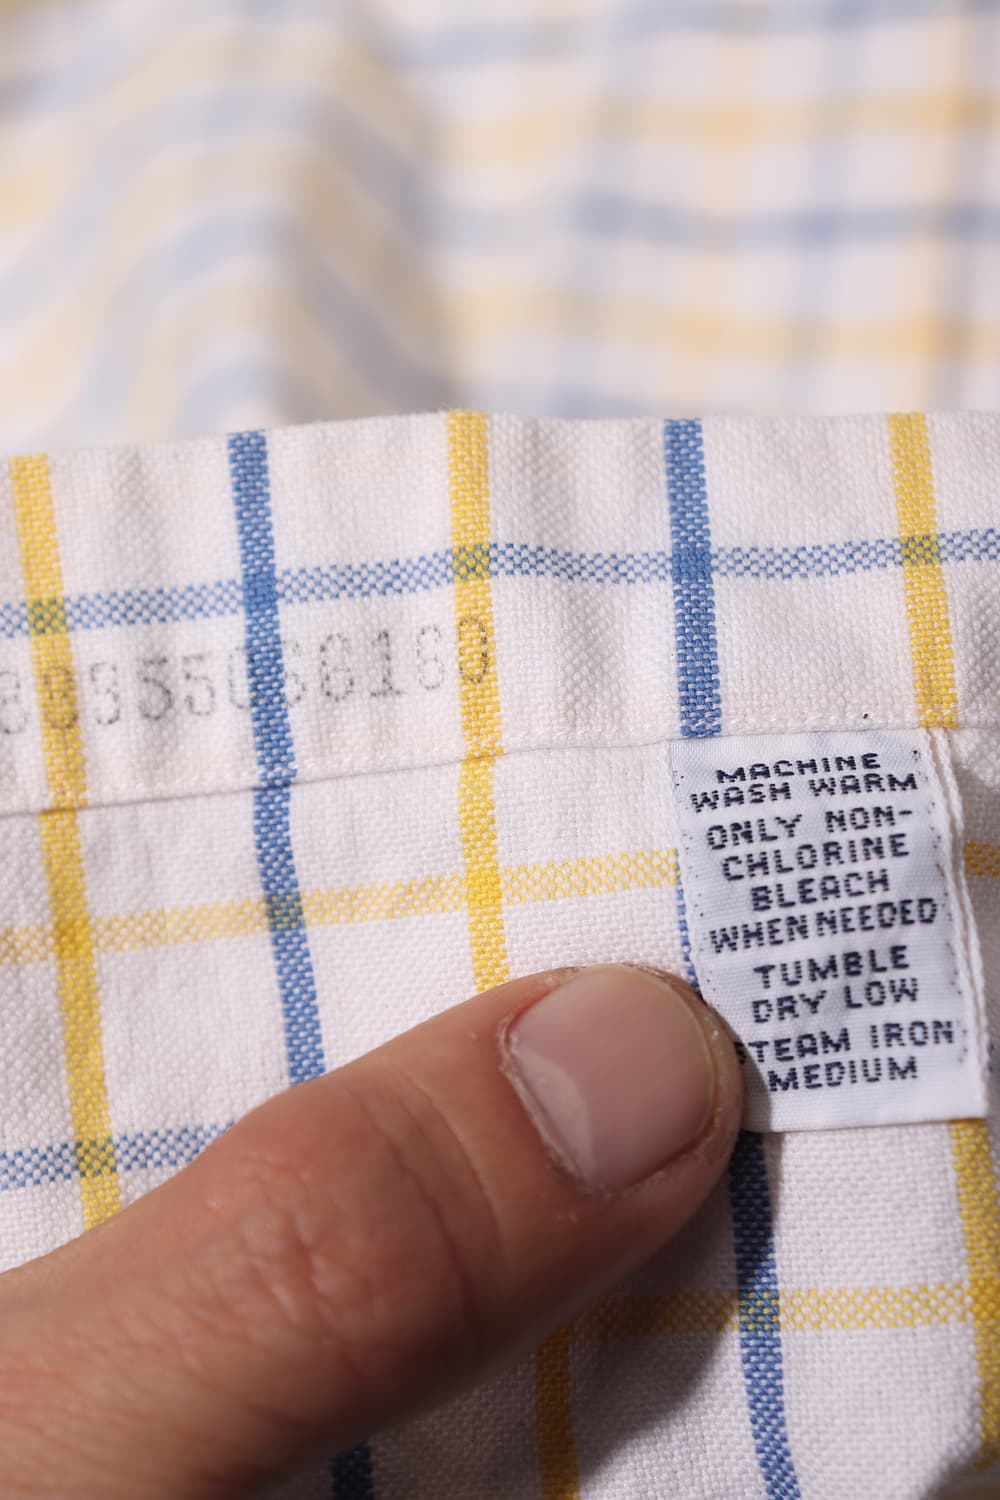 MACHINE
WASH WARM
ONLY NON-
CHLORINE
BLEACH
WHEN NEEDED
TUMBLE
DRY LOW
STEAM IRON
MEDIUM